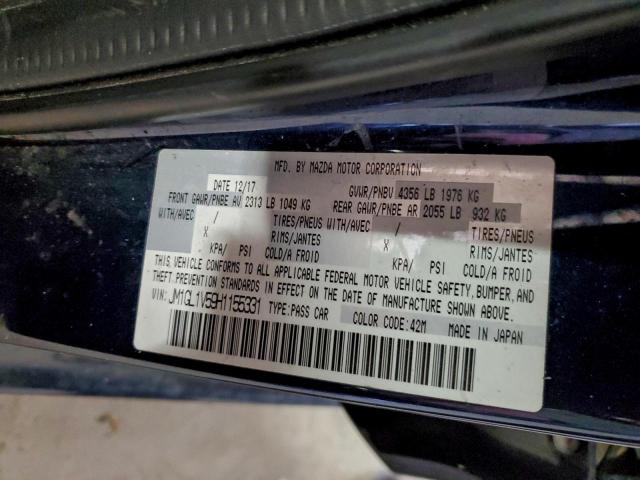 MFD. BY MAZDA MOTOR CORPORATION
DATE 12/17 GVWR/PNBV 4356 LB 1976 KG
FRONT GAWR/PNBE AV 2313 LB 1049 KG REAR GAWR/PNBE AR 2055 LB 932 KG
WITH/AVEC / TIRES/PNEUS WITH/AVEC / TIRES/PNEUS
X RIMS/JANTES X RIMS/JANTES
KPA/ PSI COLD/A FROID KPA/ PSI COLD/A FROID
THIS VEHICLE CONFORMS TO ALL APPLICABLE FEDERAL MOTOR VEHICLE SAFETY, BUMPER, AND
THEFT PREVENTION STANDARDS IN EFFECT ON THE DATE OF MANUFACTURE SHOWN ABOVE.
VIN: JM1GL1V59H1155331 TYPE:PASS CAR COLOR CODE:42M MADE IN JAPAN